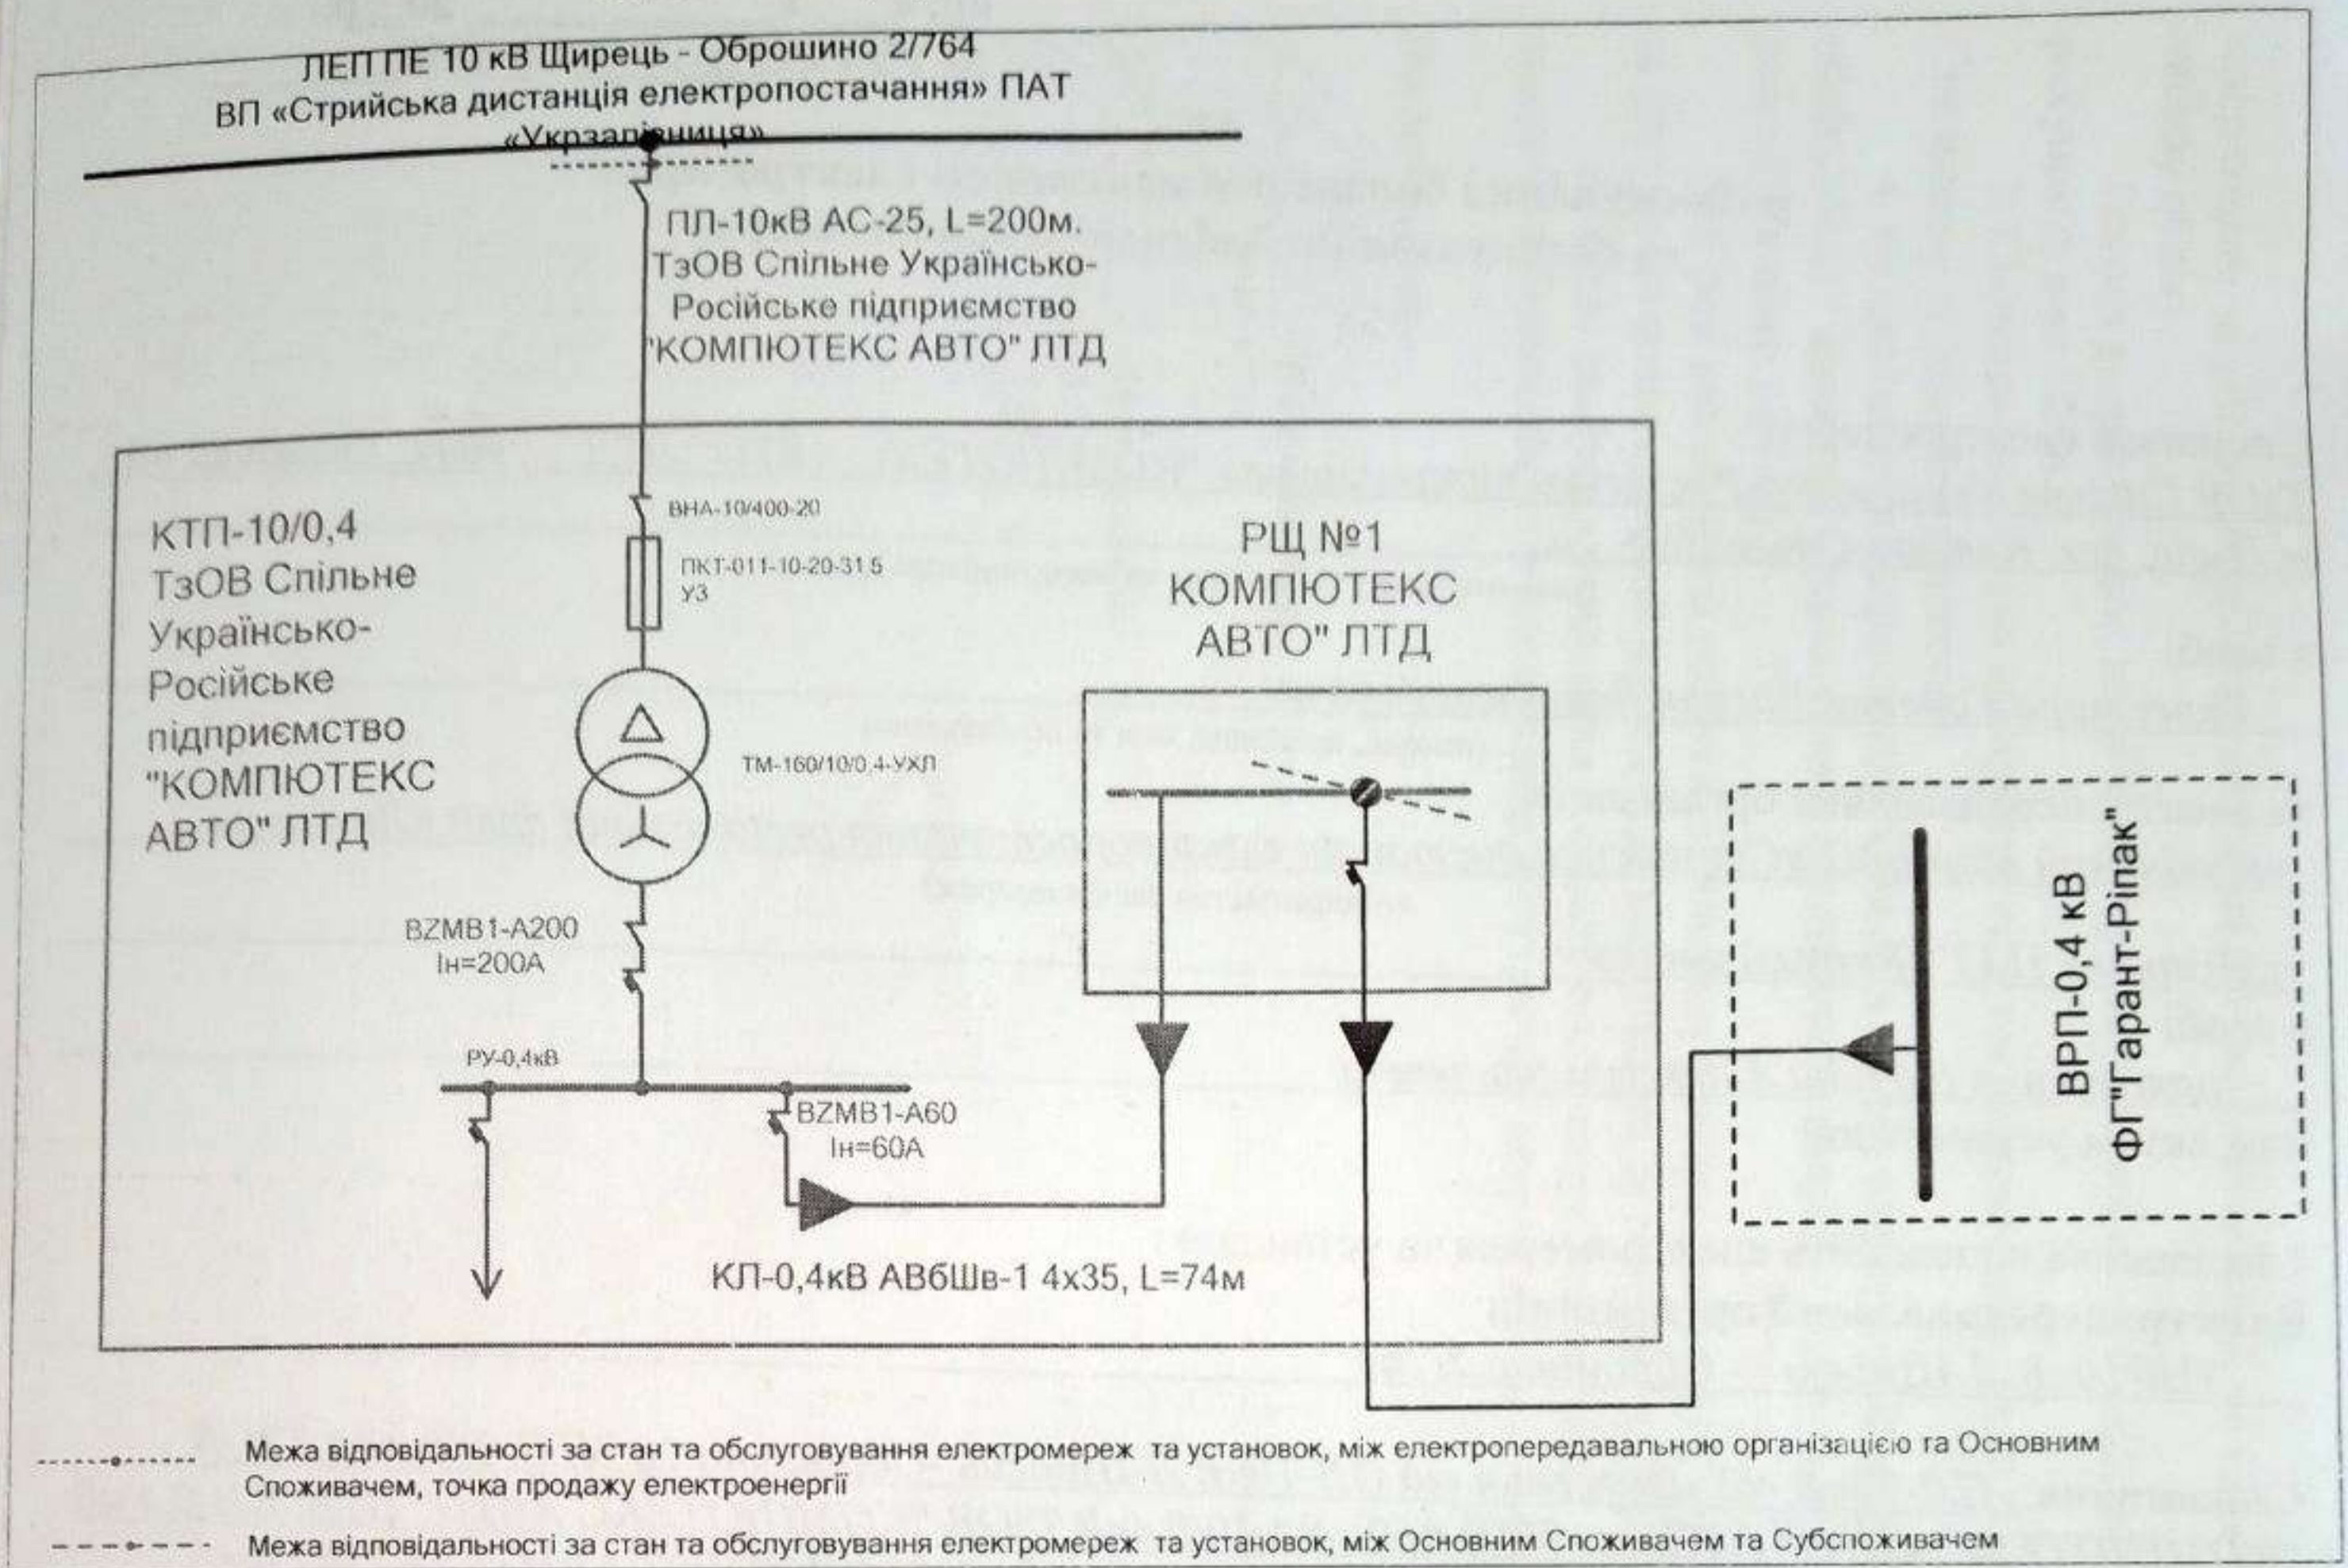 ЛЕП ПЕ 10 кВ Щирець - Оброшино 2/764
ВП «Стрийська дистанція електропостачання» ПАТ
«Укрзалізниця»
ПЛ-10кВ АС-25, L=200м.
ТзОВ Спільне Українсько-
Російське підприємство
"КОМПЮТЕКС АВТО" ЛТД
КТП-10/0,4
ТзОВ Спільне
Українсько-
Російське
підприємство
"КОМПЮТЕКС
АВТО" ЛТД
ВНА-10/400-20
ПКТ-011-10-20-31.5
У3
ТМ-160/10/0,4-УХЛ
BZMB1-A200
Ін=200А
РУ-0,4кВ
BZMB1-A60
Ін=60А
КЛ-0,4кВ АВбШв-1 4х35, L=74м
РЩ №1
КОМПЮТЕКС
АВТО" ЛТД
ВРП-0,4 кВ
ФГ"Гарант-Ріпак"
Межа відповідальності за стан та обслуговування електромереж та установок, між електропередавальною організацією та Основним
Споживачем, точка продажу електроенергії
Межа відповідальності за стан та обслуговування електромереж та установок, між Основним Споживачем та Субспоживачем